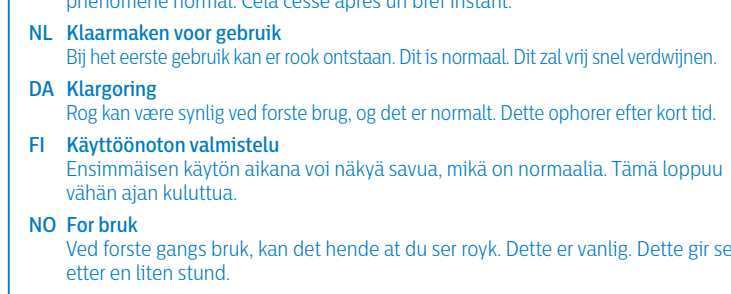 phénomène normal. Cela cesse après un bref instant.
NL Klaarmaken voor gebruik
Bij het eerste gebruik kan er rook ontstaan. Dit is normaal. Dit zal vrij snel verdwijnen.
DA Klargoring
Rog kan være synlig ved forste brug, og det er normalt. Dette ophorer efter kort tid.
FI Käyttöönoton valmistelu
Ensimmäisen käytön aikana voi näkyä savua, mikä on normaalia. Tämä loppuu
vähän ajan kuluttua.
NO For bruk
Ved forste gangs bruk, kan det hende at du ser royk. Dette er vanlig. Dette gir se
etter en liten stund.